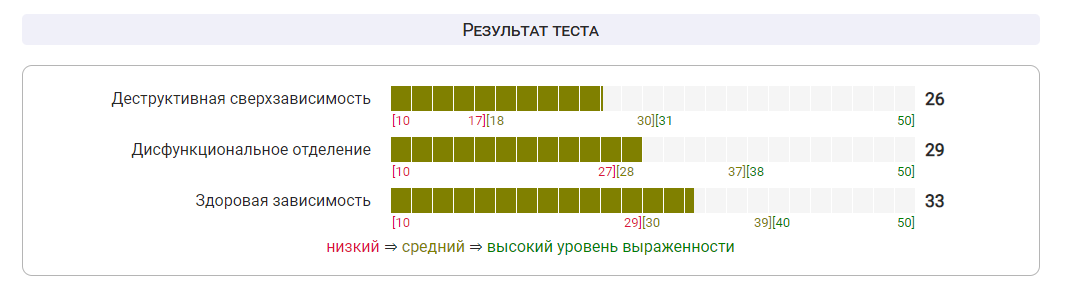 Результат теста
Деструктивная сверхзависимость 26
[10 17][18 30][31 50]
Дисфункциональное отделение 29
[10 27][28 37][38 50]
Здоровая зависимость 33
[10 29][30 39][40 50]
низкий ⇒ средний ⇒ высокий уровень выраженности